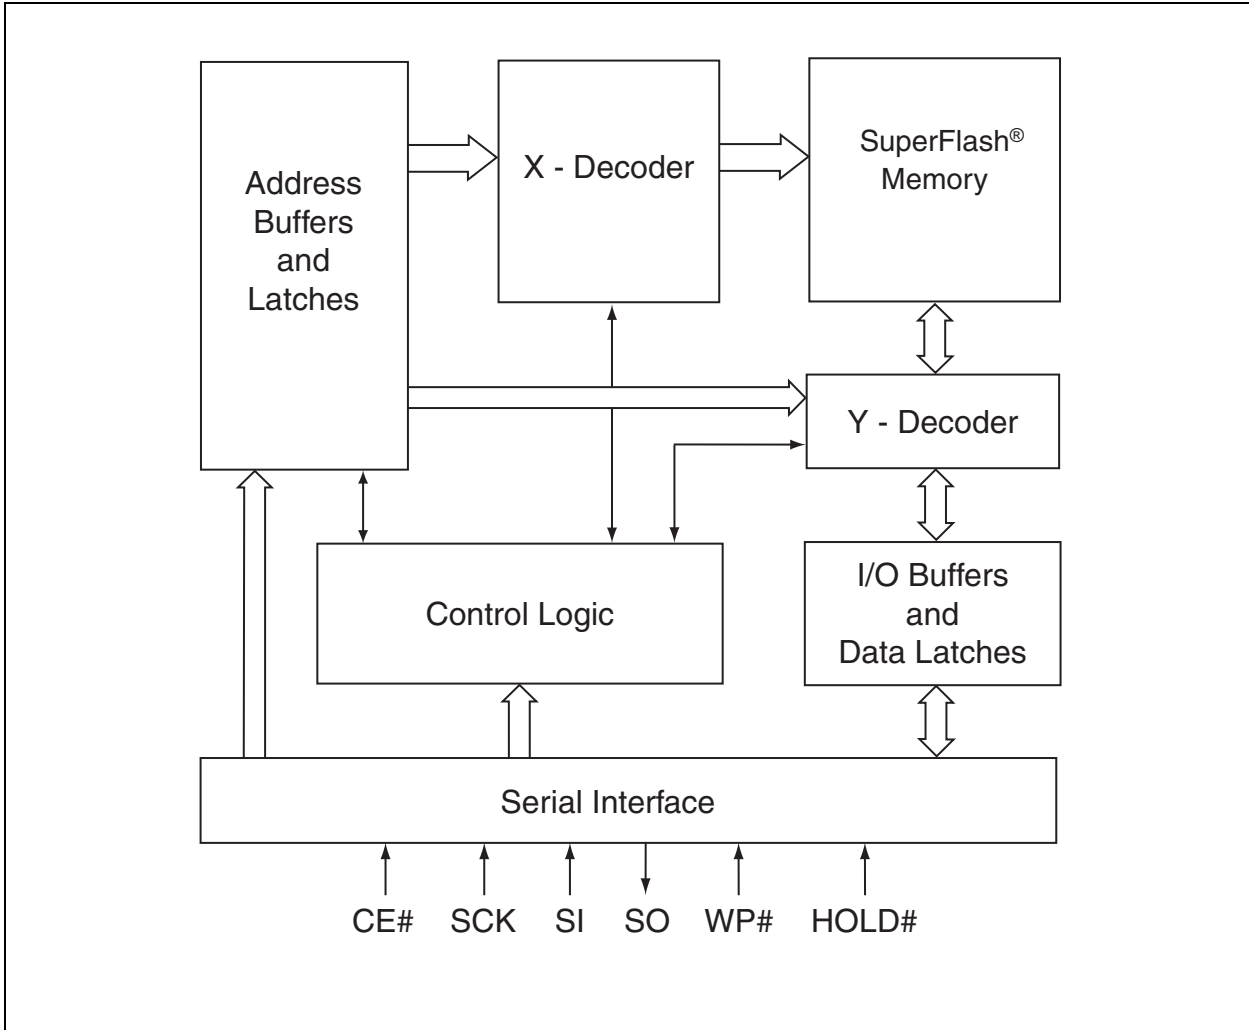 Address
Buffers
and
Latches
X - Decoder
SuperFlash®
Memory
Y - Decoder
Control Logic
I/O Buffers
and
Data Latches
Serial Interface
CE# SCK SI SO WP# HOLD#